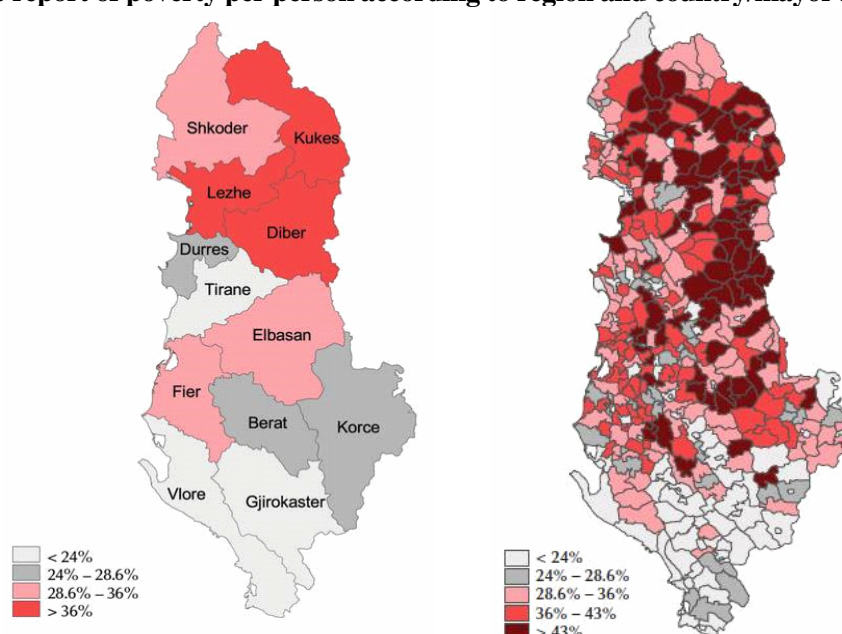 report of poverty per person according to region and country/mayor
Shkoder
Kukes
Lezhe
Diber
Durres
Tirane
Elbasan
Fier
Berat
Korce
Vlore
Gjirokaster
< 24%
24% – 28.6%
28.6% – 36%
> 36%
< 24%
24% – 28.6%
28.6% – 36%
36% – 43%
> 43%